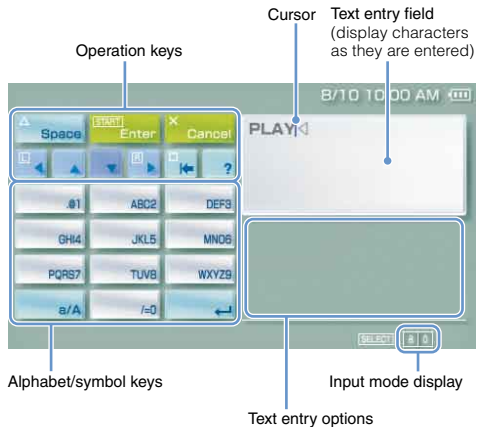 Cursor
Text entry field
(display characters
as they are entered)
Operation keys
8/10 10:00 AM
Space
START
Enter
Cancel
L
R
?
PLAY
.@1
ABC2
DEF3
GHI4
JKL5
MNO6
PQRS7
TUV8
WXYZ9
a/A
/=0
SELECT
a 0
Alphabet/symbol keys
Input mode display
Text entry options